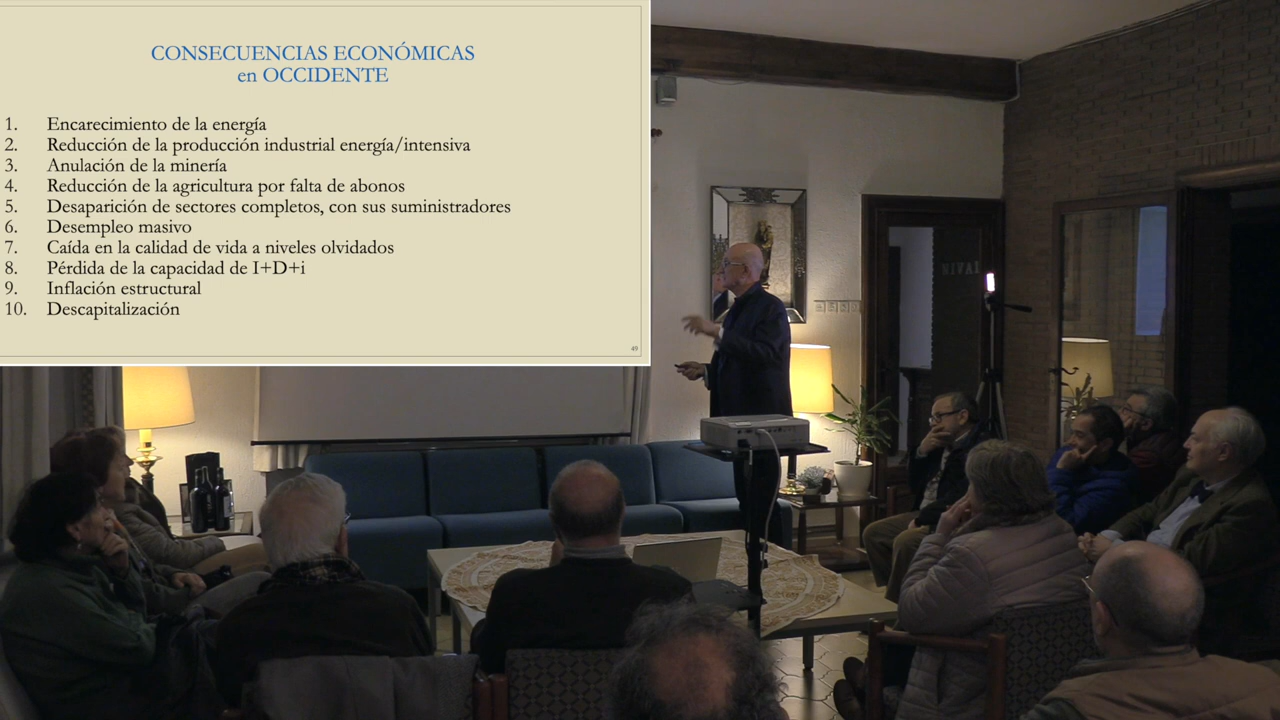 CONSECUENCIAS ECONÓMICAS
en OCCIDENTE
1. Encarecimiento de la energía
2. Reducción de la producción industrial energía/intensiva
3. Anulación de la minería
4. Reducción de la agricultura por falta de abonos
5. Desaparición de sectores completos, con sus suministradores
6. Desempleo masivo
7. Caída en la calidad de vida a niveles olvidados
8. Pérdida de la capacidad de I+D+i
9. Inflación estructural
10. Descapitalización
49